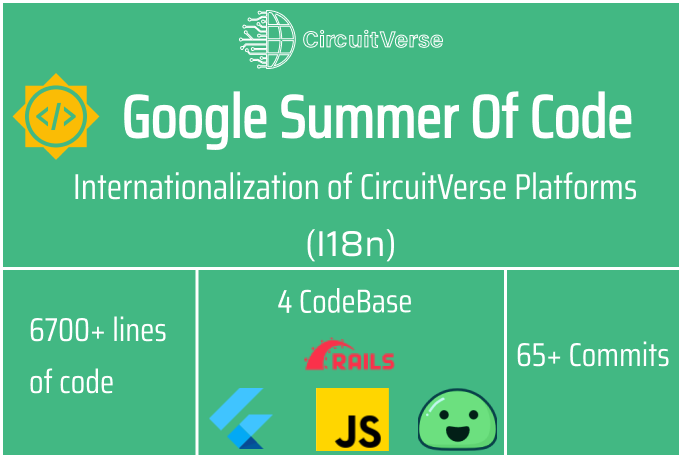 CircuitVerse
</>
Google Summer Of Code
Internationalization of CircuitVerse Platforms
(I18n)
6700+ lines
of code
4 CodeBase
RAILS
JS
65+ Commits